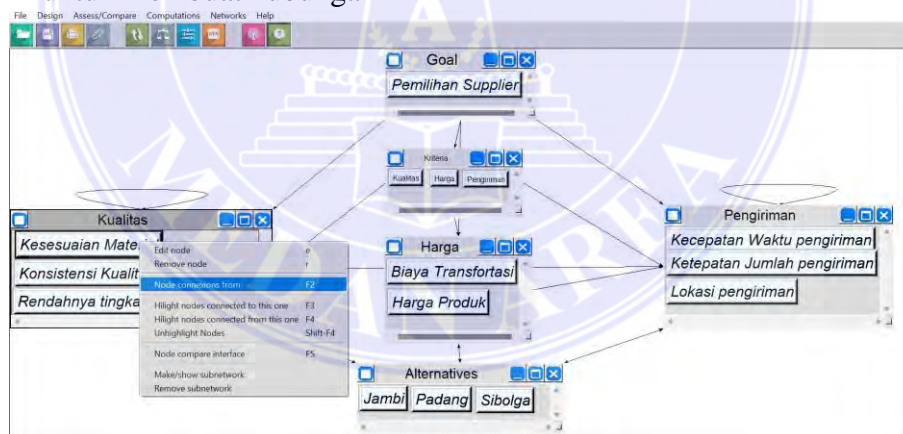 File Design Assess/Compare Computations Networks Help
Goal
Pemilihan Supplier
Kriteria
Kualitas Harga Pengiriman
Kualitas
Kesesuaian Mate
Konsistensi Kualit
Rendahnya tingka
Edit node e
Remove node r
Node connexions from F2
Hilight nodes connected to this one F3
Hilight nodes connected from this one F4
Unhighlight Nodes Shift-F4
Node compare interface F5
Make/show subnetwork
Remove subnetwork
Harga
Biaya Transfortasi
Harga Produk
Pengiriman
Kecepatan Waktu pengiriman
Ketepatan Jumlah pengiriman
Lokasi pengiriman
Alternatives
Jambi Padang Sibolga
MEDAN AREA